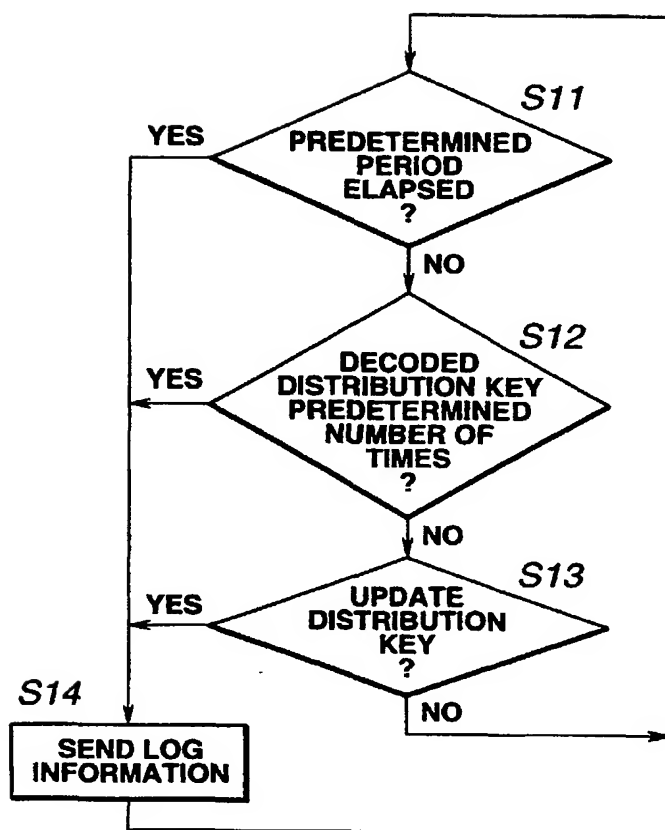 S11
YES
PREDETERMINED
PERIOD
ELAPSED
?
NO
S12
YES
DECODED
DISTRIBUTION KEY
PREDETERMINED
NUMBER OF
TIMES
?
NO
S13
YES
UPDATE
DISTRIBUTION
KEY
?
NO
S14
SEND LOG
INFORMATION